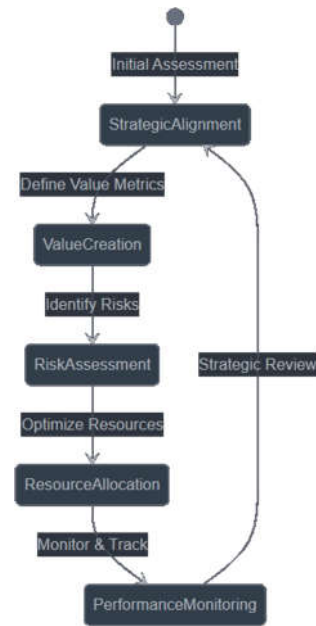 Initial Assessment
StrategicAlignment
Define Value Metrics
ValueCreation
Identify Risks
RiskAssessment
Strategic Review
Optimize Resources
ResourceAllocation
Monitor & Track
PerformanceMonitoring